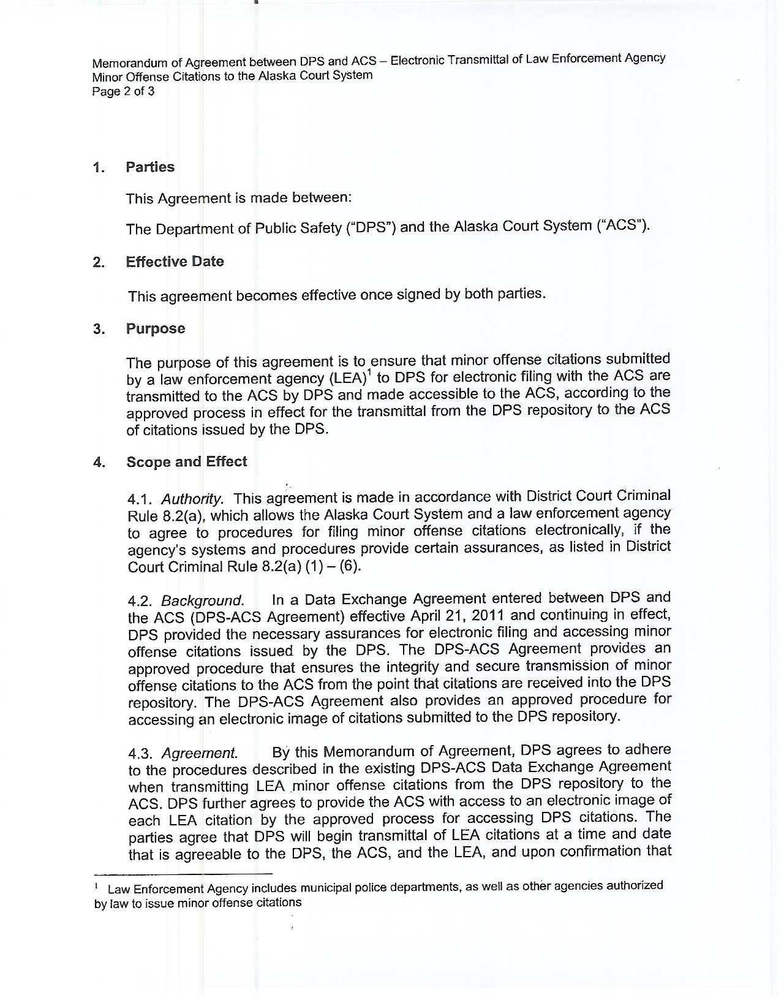 Memorandum of Agreement between DPS and ACS – Electronic Transmittal of Law Enforcement Agency
Minor Offense Citations to the Alaska Court System
Page 2 of 3
1. Parties
This Agreement is made between:
The Department of Public Safety (“DPS”) and the Alaska Court System (“ACS”).
2. Effective Date
This agreement becomes effective once signed by both parties.
3. Purpose
The purpose of this agreement is to ensure that minor offense citations submitted
by a law enforcement agency (LEA)¹ to DPS for electronic filing with the ACS are
transmitted to the ACS by DPS and made accessible to the ACS, according to the
approved process in effect for the transmittal from the DPS repository to the ACS
of citations issued by the DPS.
4. Scope and Effect
4.1. Authority. This agreement is made in accordance with District Court Criminal
Rule 8.2(a), which allows the Alaska Court System and a law enforcement agency
to agree to procedures for filing minor offense citations electronically, if the
agency's systems and procedures provide certain assurances, as listed in District
Court Criminal Rule 8.2(a) (1) – (6).
4.2. Background. In a Data Exchange Agreement entered between DPS and
the ACS (DPS-ACS Agreement) effective April 21, 2011 and continuing in effect,
DPS provided the necessary assurances for electronic filing and accessing minor
offense citations issued by the DPS. The DPS-ACS Agreement provides an
approved procedure that ensures the integrity and secure transmission of minor
offense citations to the ACS from the point that citations are received into the DPS
repository. The DPS-ACS Agreement also provides an approved procedure for
accessing an electronic image of citations submitted to the DPS repository.
4.3. Agreement. By this Memorandum of Agreement, DPS agrees to adhere
to the procedures described in the existing DPS-ACS Data Exchange Agreement
when transmitting LEA minor offense citations from the DPS repository to the
ACS. DPS further agrees to provide the ACS with access to an electronic image of
each LEA citation by the approved process for accessing DPS citations. The
parties agree that DPS will begin transmittal of LEA citations at a time and date
that is agreeable to the DPS, the ACS, and the LEA, and upon confirmation that
¹ Law Enforcement Agency includes municipal police departments, as well as other agencies authorized
by law to issue minor offense citations